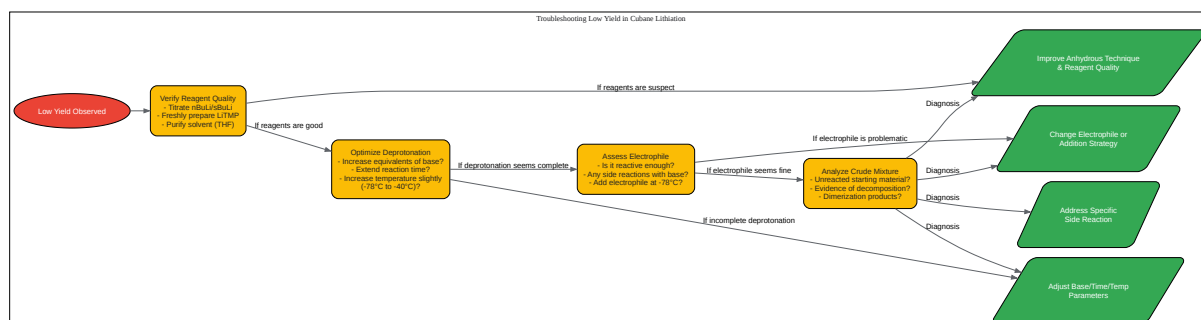 Troubleshooting Low Yield in Cubane Lithiation
Low Yield Observed
Verify Reagent Quality
- Titrate nBuLi/sBuLi
- Freshly prepare LiTMP
- Purify solvent (THF)
If reagents are suspect
If reagents are good
Optimize Deprotonation
- Increase equivalents of base?
- Extend reaction time?
- Increase temperature slightly
(-78°C to -40°C)?
If deprotonation seems complete
If incomplete deprotonation
Assess Electrophile
- Is it reactive enough?
- Any side reactions with base?
- Add electrophile at -78°C?
If electrophile is problematic
If electrophile seems fine
Analyze Crude Mixture
- Unreacted starting material?
- Evidence of decomposition?
- Dimerization products?
Diagnosis
Diagnosis
Diagnosis
Diagnosis
Improve Anhydrous Technique
& Reagent Quality
Change Electrophile or
Addition Strategy
Address Specific
Side Reaction
Adjust Base/Time/Temp
Parameters